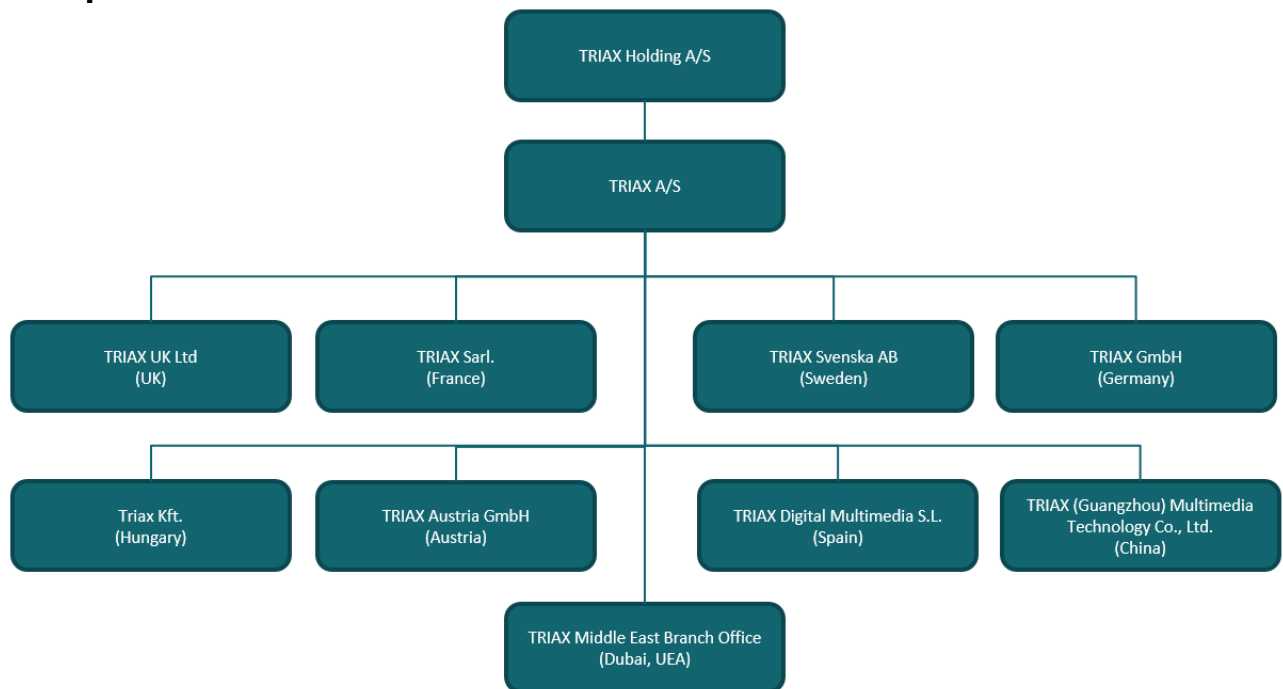 TRIAX Holding A/S
TRIAX A/S
TRIAX UK Ltd
(UK)
TRIAX Sarl.
(France)
TRIAX Svenska AB
(Sweden)
TRIAX GmbH
(Germany)
Triax Kft.
(Hungary)
TRIAX Austria GmbH
(Austria)
TRIAX Digital Multimedia S.L.
(Spain)
TRIAX (Guangzhou) Multimedia
Technology Co., Ltd.
(China)
TRIAX Middle East Branch Office
(Dubai, UEA)